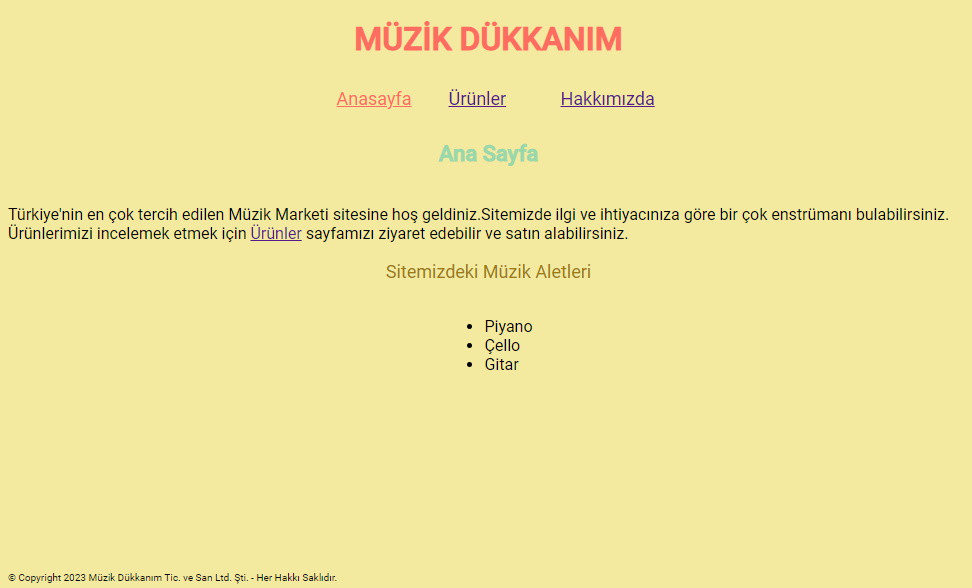 MÜZİK DÜKKANIM
Anasayfa Ürünler Hakkımızda
Ana Sayfa
Türkiye'nin en çok tercih edilen Müzik Marketi sitesine hoş geldiniz.Sitemizde ilgi ve ihtiyacınıza göre bir çok enstrümanı bulabilirsiniz.
Ürünlerimizi incelemek etmek için Ürünler sayfamızı ziyaret edebilir ve satın alabilirsiniz.
Sitemizdeki Müzik Aletleri
• Piyano
• Çello
• Gitar
© Copyright 2023 Müzik Dükkanım Tic. ve San Ltd. Şti. - Her Hakkı Saklıdır.